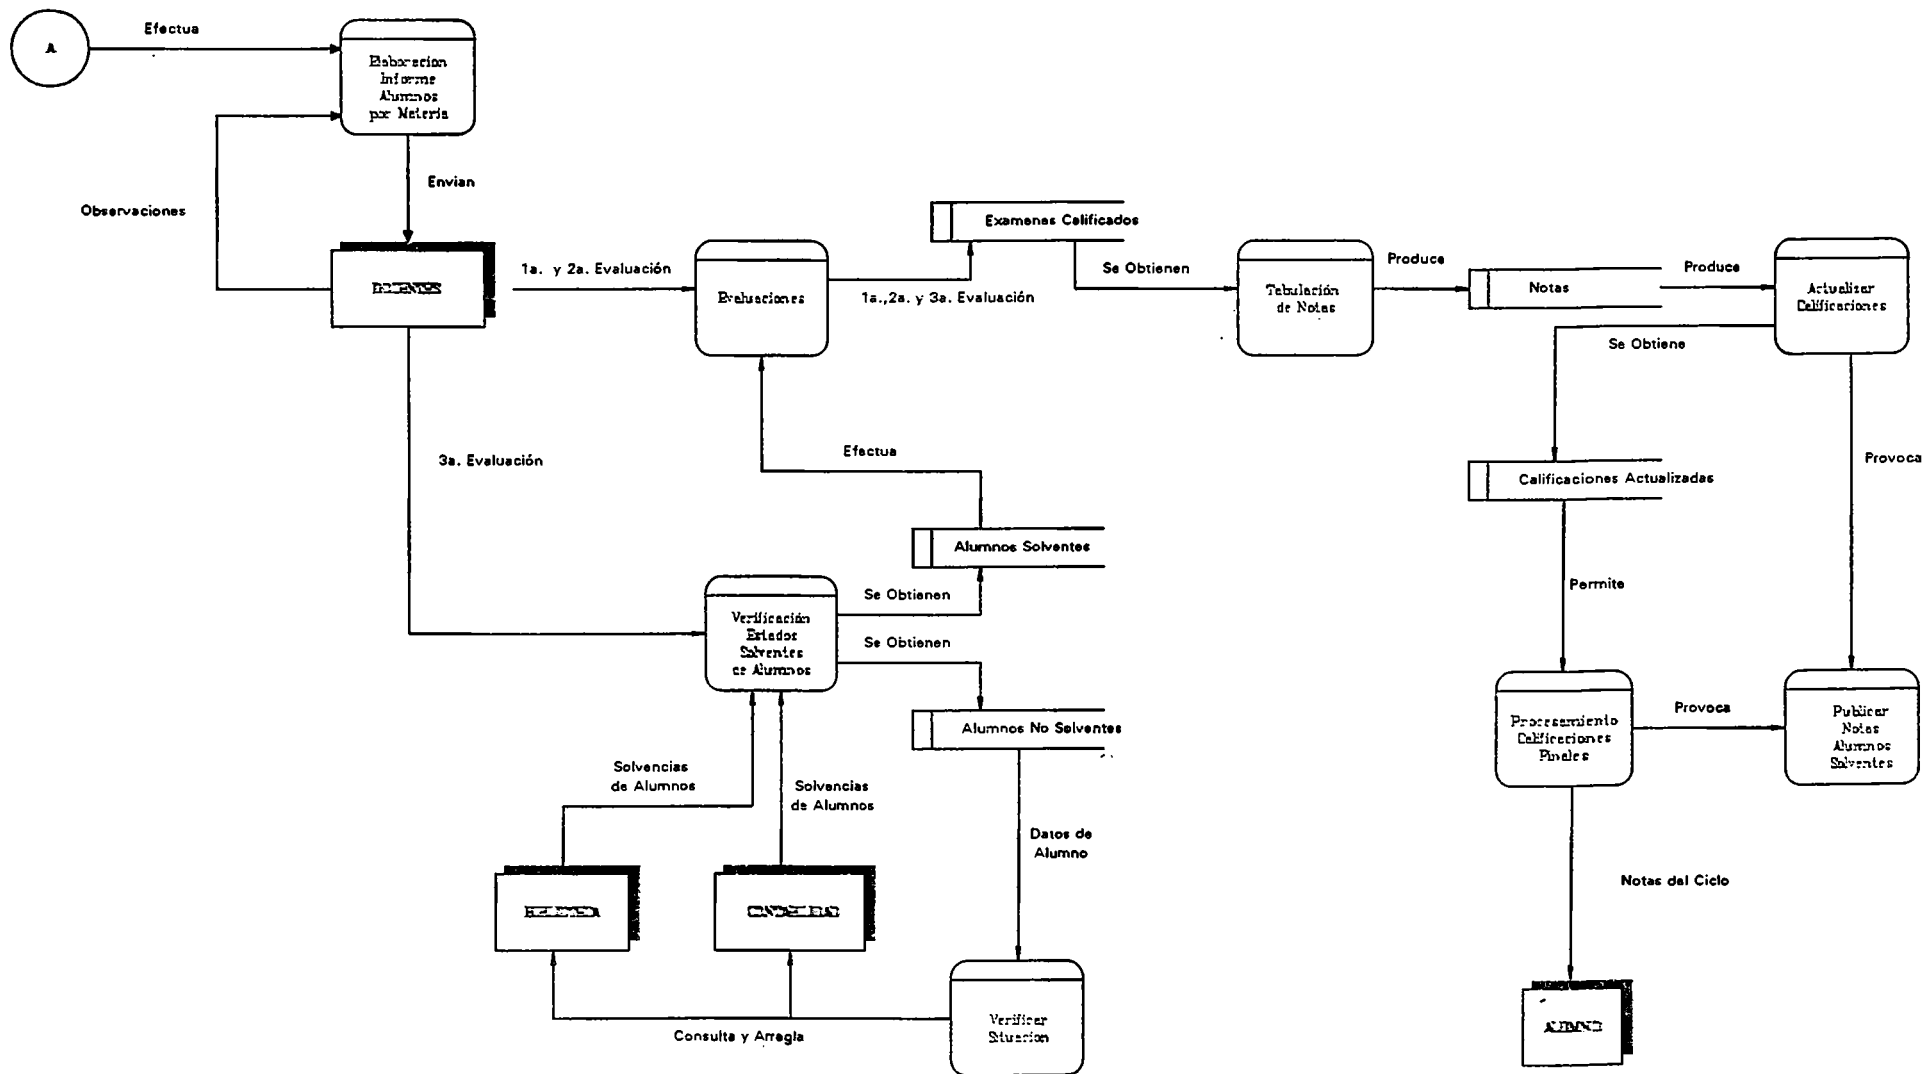 Efectua
A
Elaboracion
Informe
Alumnos
por Materia
Envian
Observaciones
Examenes Calificados
1a. y 2a. Evaluación
Evaluaciones
1a.,2a. y 3a. Evaluación
Se Obtienen
Tabulación
de Notas
Produce
Notas
Produce
Actualizar
Calificaciones
Se Obtiene
3a. Evaluación
Efectua
Calificaciones Actualizadas
Provoca
Alumnos Solventes
Se Obtienen
Permite
Verificación
Estados
Solventes
de Alumnos
Se Obtienen
Alumnos No Solventes
Procesamiento
Calificaciones
Finales
Provoca
Publicar
Notas
Alumnos
Solventes
Solvencias
de Alumnos
Solvencias
de Alumnos
Datos de
Alumno
Notas del Ciclo
Verificar
Situacion
Consulta y Arregla
ALUMNO